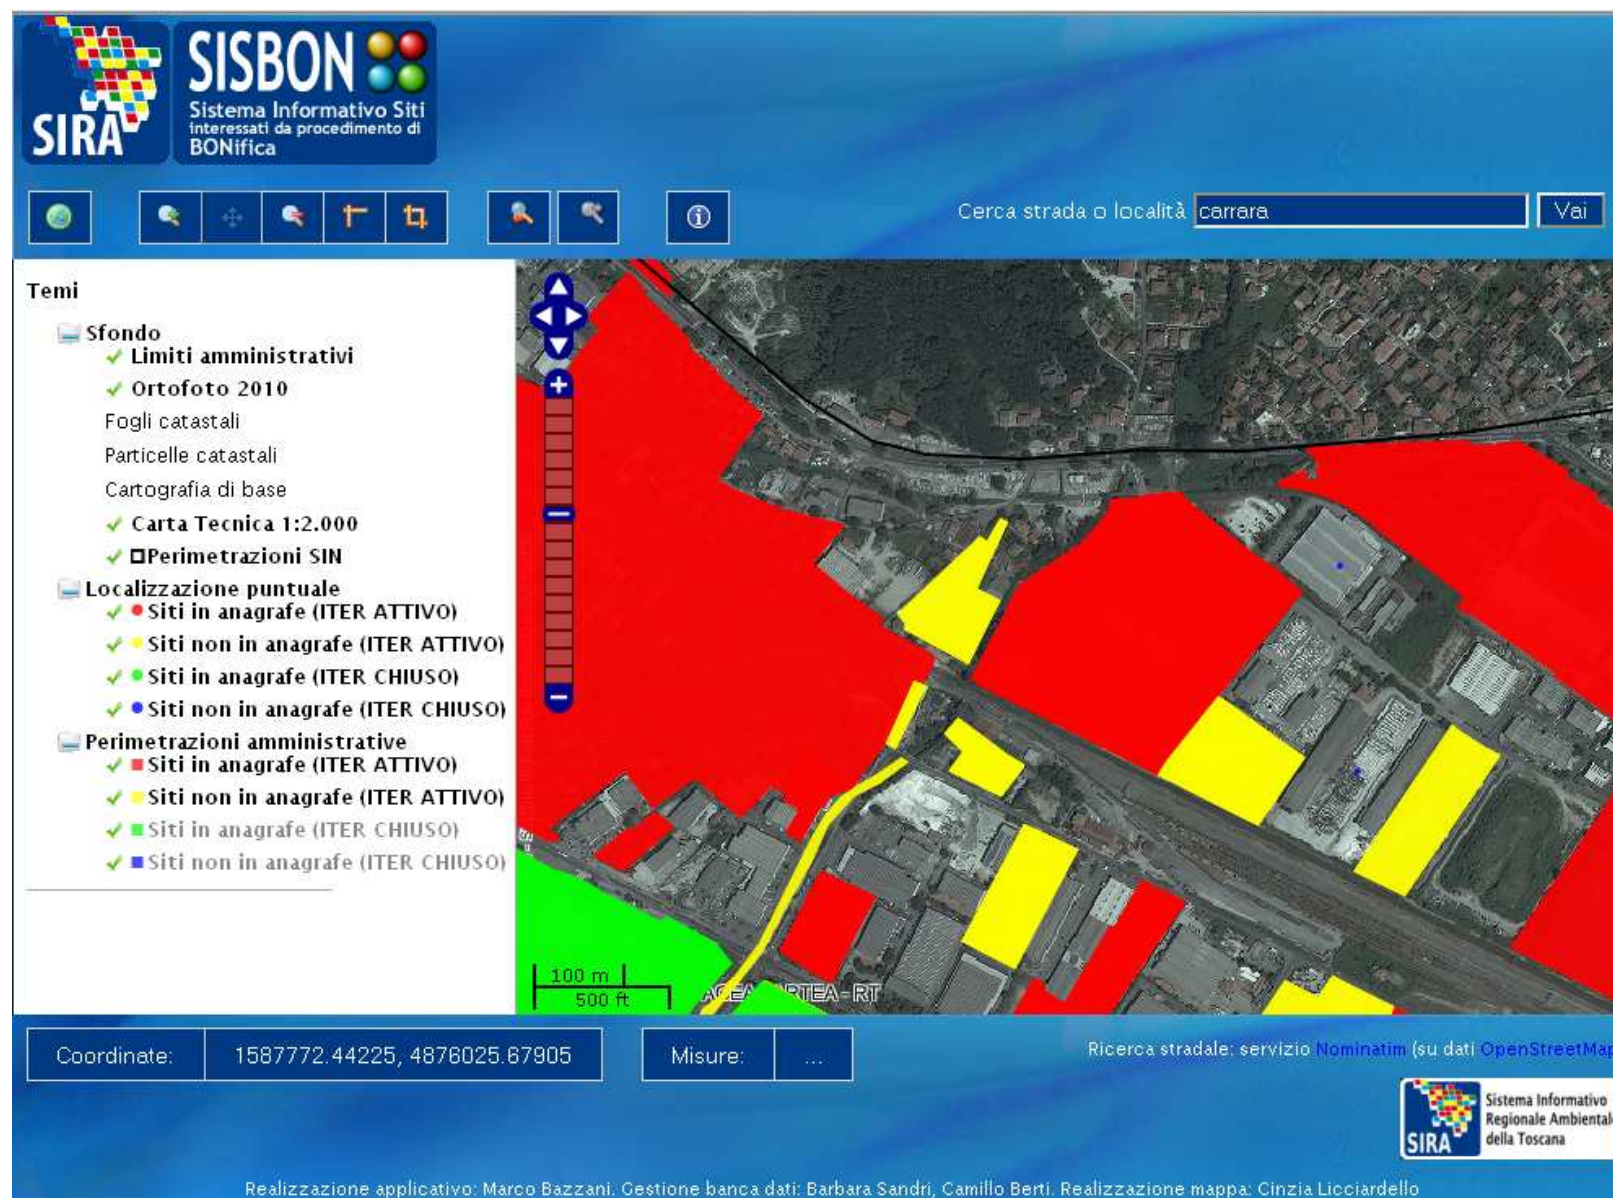 SIRA
SISBON
Sistema Informativo Siti
interessati da procedimento di
BONifica
Cerca strada o località carrara Vai
Temi
Sfondo
Limiti amministrativi
Ortofoto 2010
Fogli catastali
Particelle catastali
Cartografia di base
Carta Tecnica 1:2.000
Perimetrazioni SIN
Localizzazione puntuale
Siti in anagrafe (ITER ATTIVO)
Siti non in anagrafe (ITER ATTIVO)
Siti in anagrafe (ITER CHIUSO)
Siti non in anagrafe (ITER CHIUSO)
Perimetrazioni amministrative
Siti in anagrafe (ITER ATTIVO)
Siti non in anagrafe (ITER ATTIVO)
Siti in anagrafe (ITER CHIUSO)
Siti non in anagrafe (ITER CHIUSO)
100 m
500 ft
RT
Coordinate: 1587772.44225, 4876025.67905 Misure: ...
Ricerca stradale: servizio Nominatim (su dati OpenStreetMap
SIRA
Sistema Informativo
Regionale Ambientale
della Toscana
Realizzazione applicativo: Marco Bazzani. Gestione banca dati: Barbara Sandri, Camillo Berti. Realizzazione mappa: Cinzia Licciardello